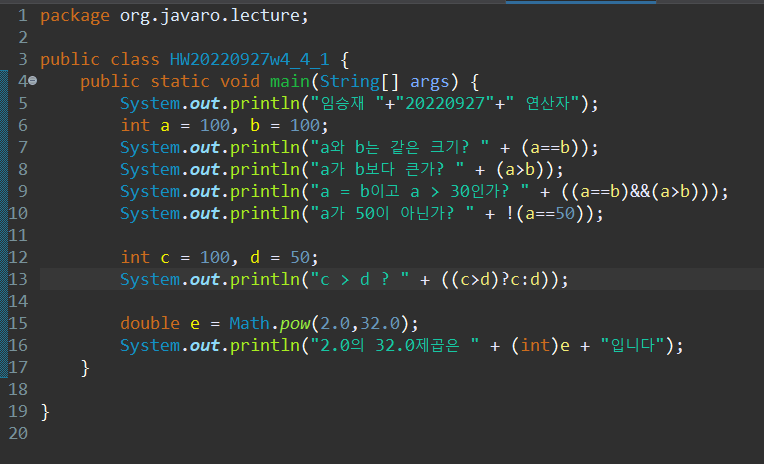 1 package org.javaro.lecture;
2
3 public class HW20220927w4_4_1 {
4     public static void main(String[] args) {
5         System.out.println("임승재 "+"20220927"+" 연산자");
6         int a = 100, b = 100;
7         System.out.println("a와 b는 같은 크기? " + (a==b));
8         System.out.println("a가 b보다 큰가? " + (a>b));
9         System.out.println("a = b이고 a > 30인가? " + ((a==b)&&(a>b)));
10         System.out.println("a가 50이 아닌가? " + !(a==50));
11
12         int c = 100, d = 50;
13         System.out.println("c > d ? " + ((c>d)?c:d));
14
15         double e = Math.pow(2.0,32.0);
16         System.out.println("2.0의 32.0제곱은 " + (int)e + "입니다");
17     }
18
19 }
20